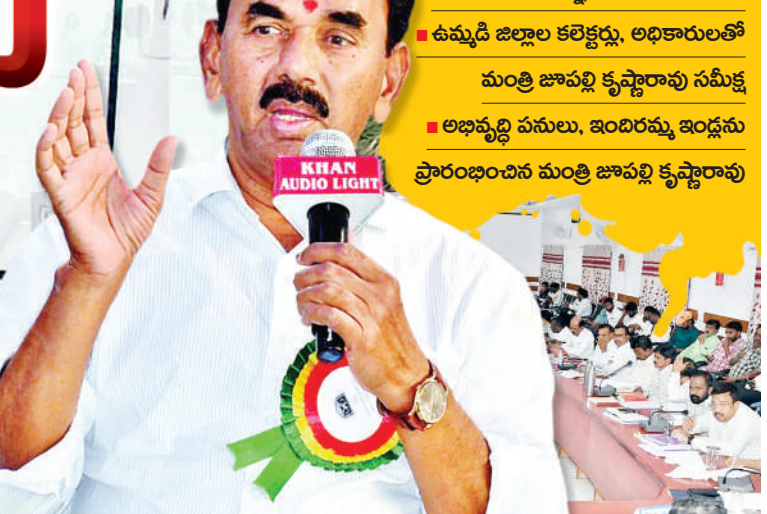 ■ ఉమ్మడి జిల్లాల కలెక్టర్లు, అధికారులతో
మంత్రి జూపల్లి కృష్ణారావు సమీక్ష
■ అభివృద్ధి పనులు, ఇందిరమ్మ ఇండ్లను
ప్రారంభించిన మంత్రి జూపల్లి కృష్ణారావు
KHAN
AUDIO LIGHT